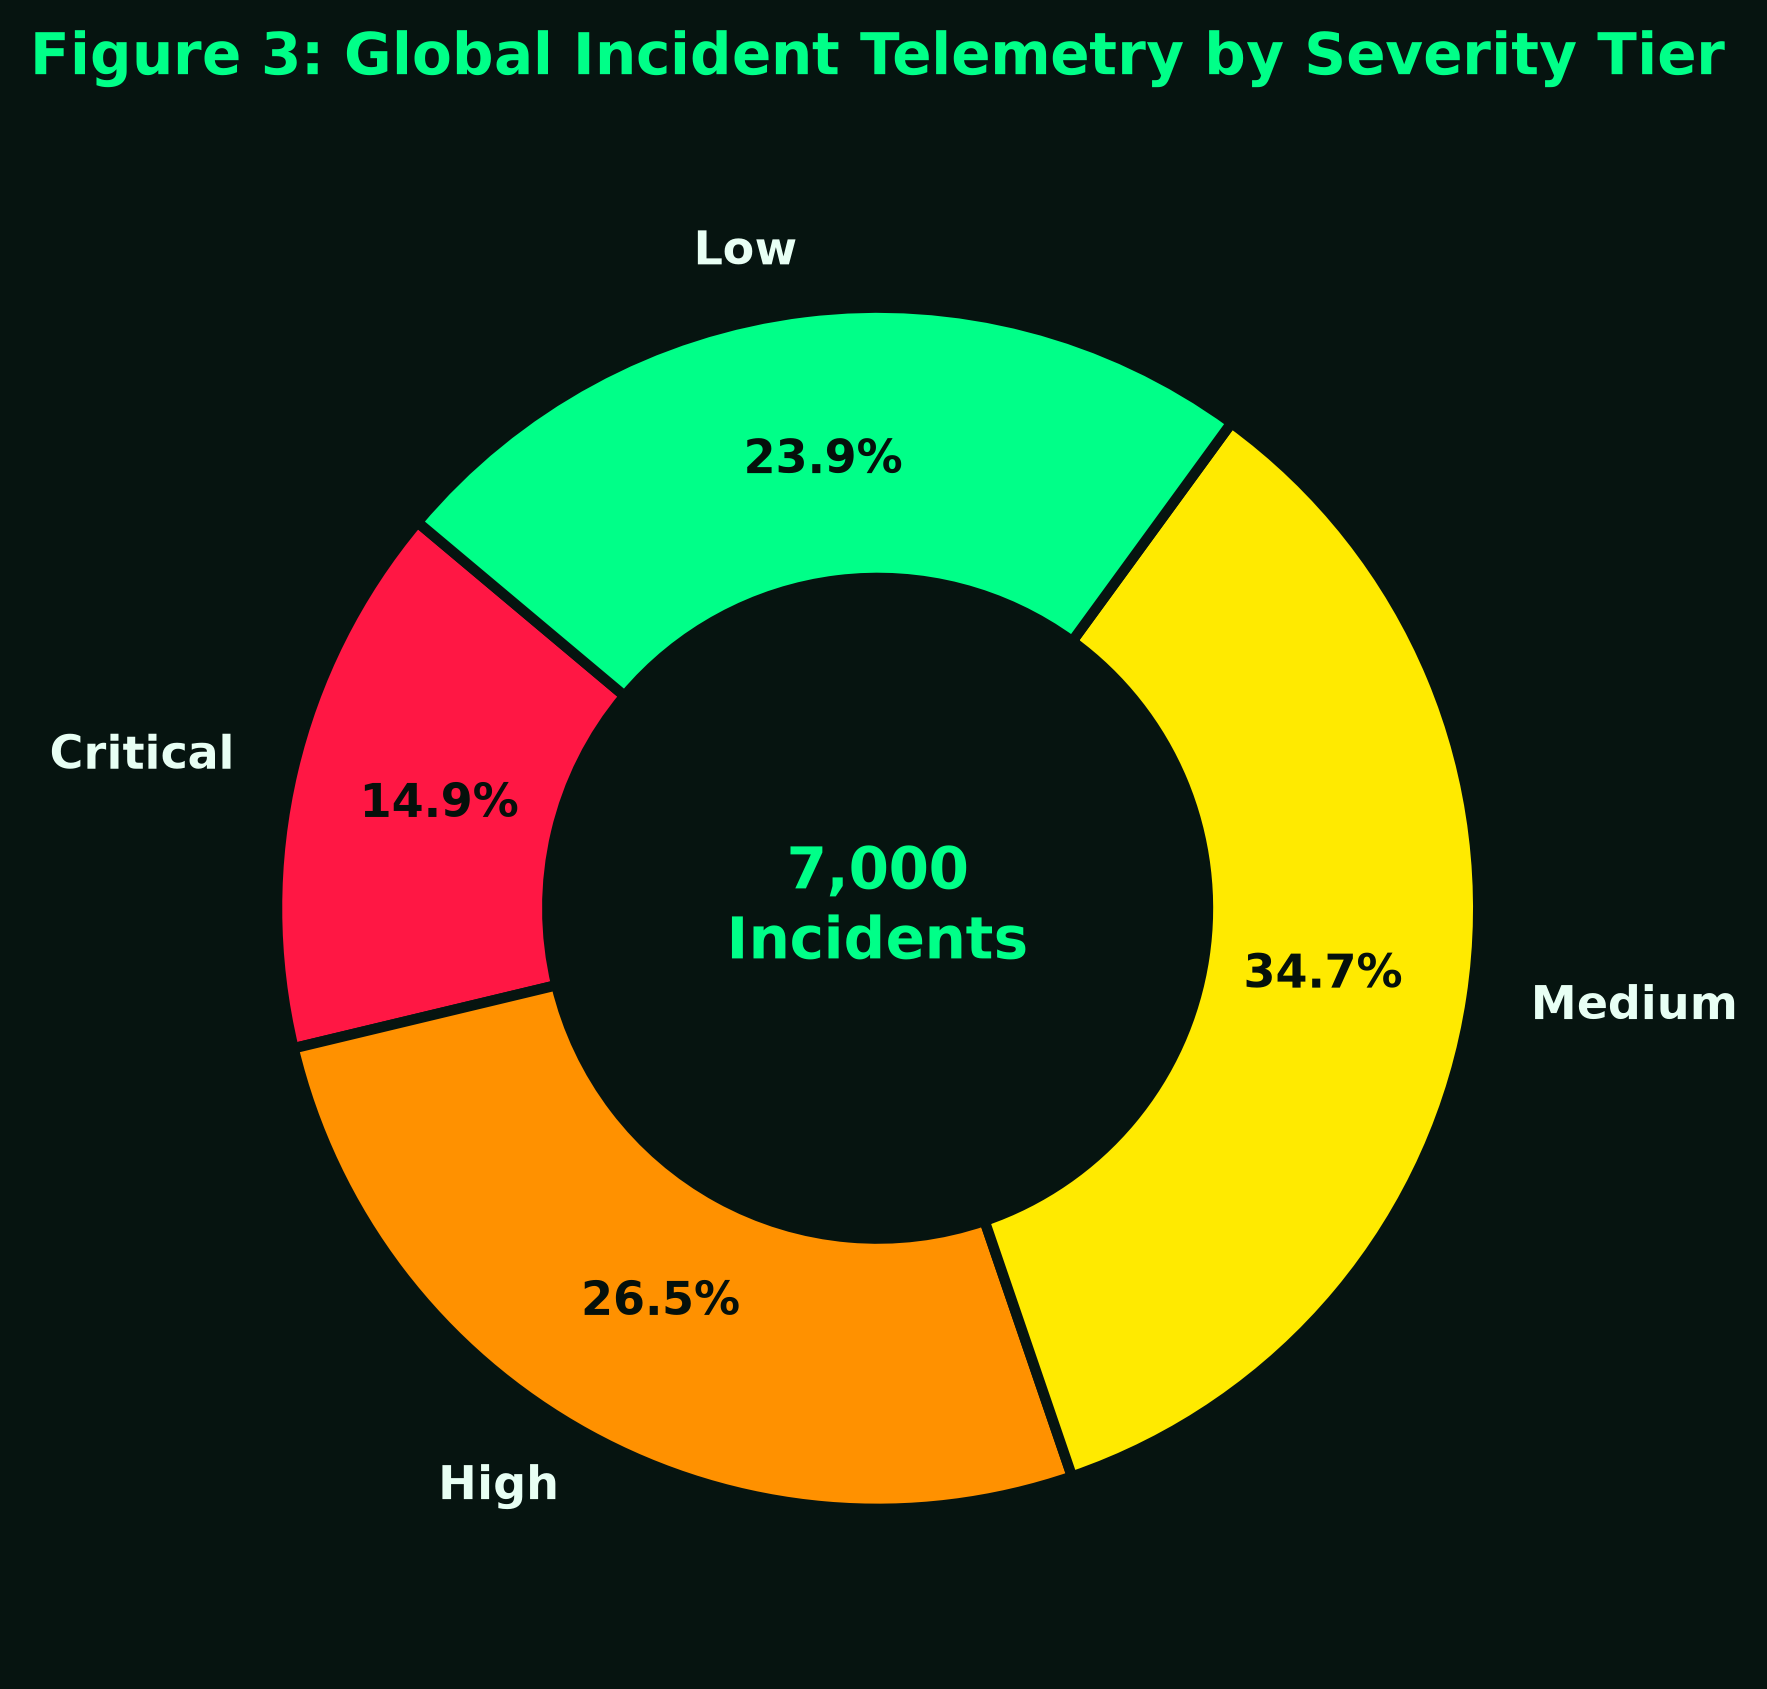 Figure 3: Global Incident Telemetry by Severity Tier
Low
23.9%
Critical
14.9%
7,000
Incidents
34.7%
Medium
26.5%
High